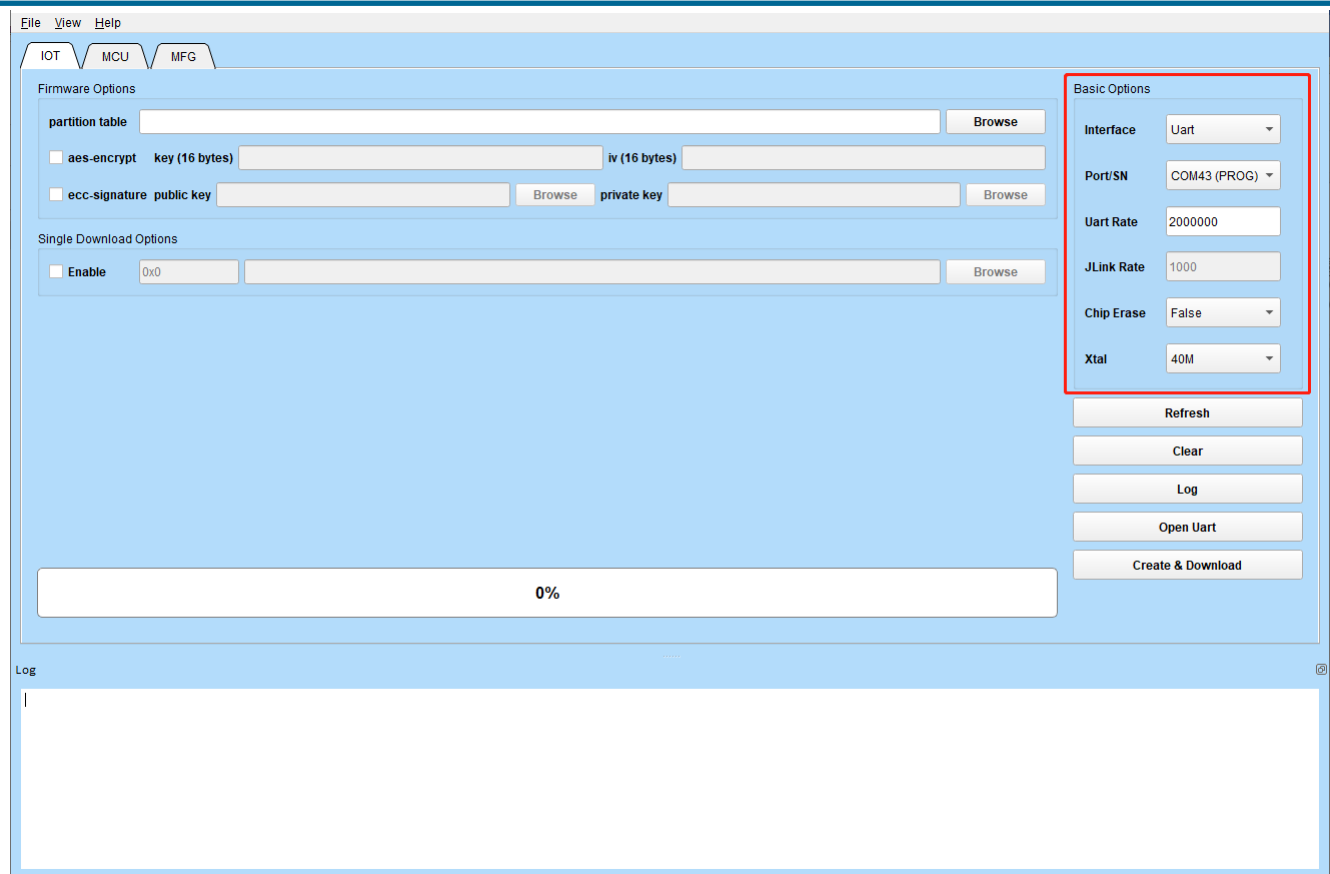 File View Help
IOT MCU MFG
Firmware Options
partition table Browse
aes-encrypt key (16 bytes) iv (16 bytes)
ecc-signature public key Browse private key Browse
Single Download Options
Enable 0x0 Browse
0%
Basic Options
Interface Uart
Port/SN COM43 (PROG)
Uart Rate 2000000
JLink Rate 1000
Chip Erase False
Xtal 40M
Refresh
Clear
Log
Open Uart
Create & Download
Log